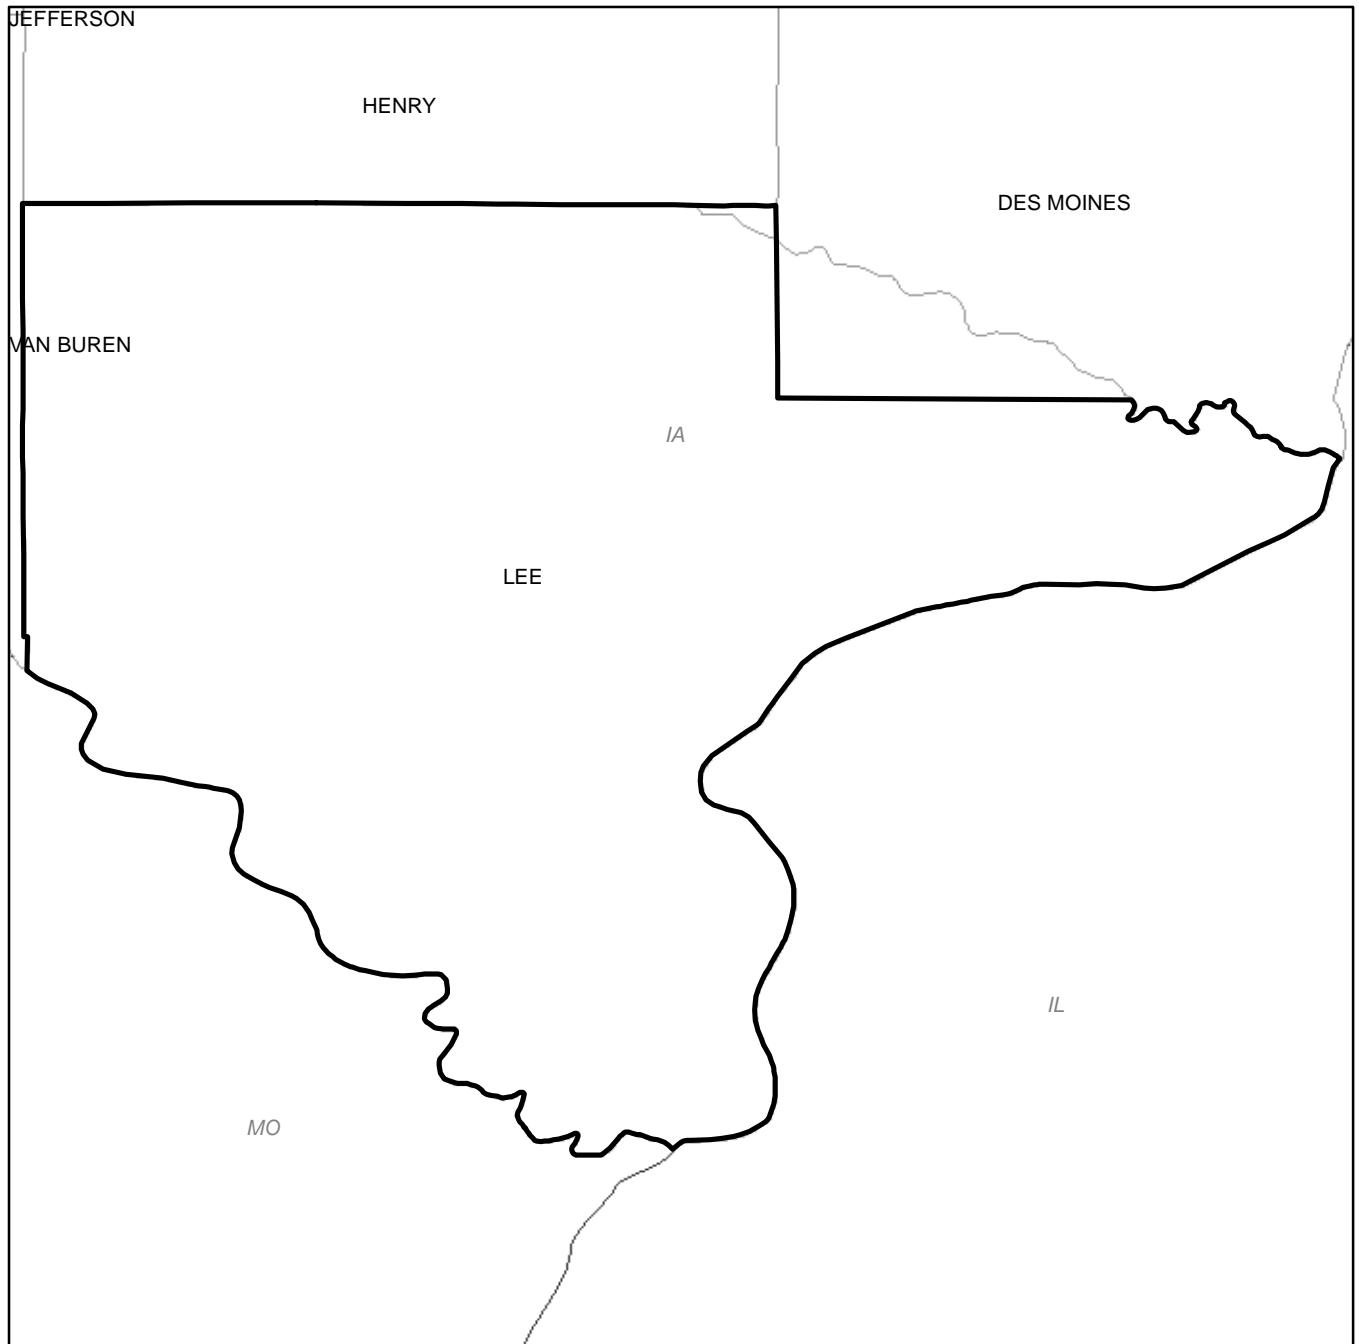 JEFFERSON
HENRY
DES MOINES
VAN BUREN
IA
LEE
IL
MO